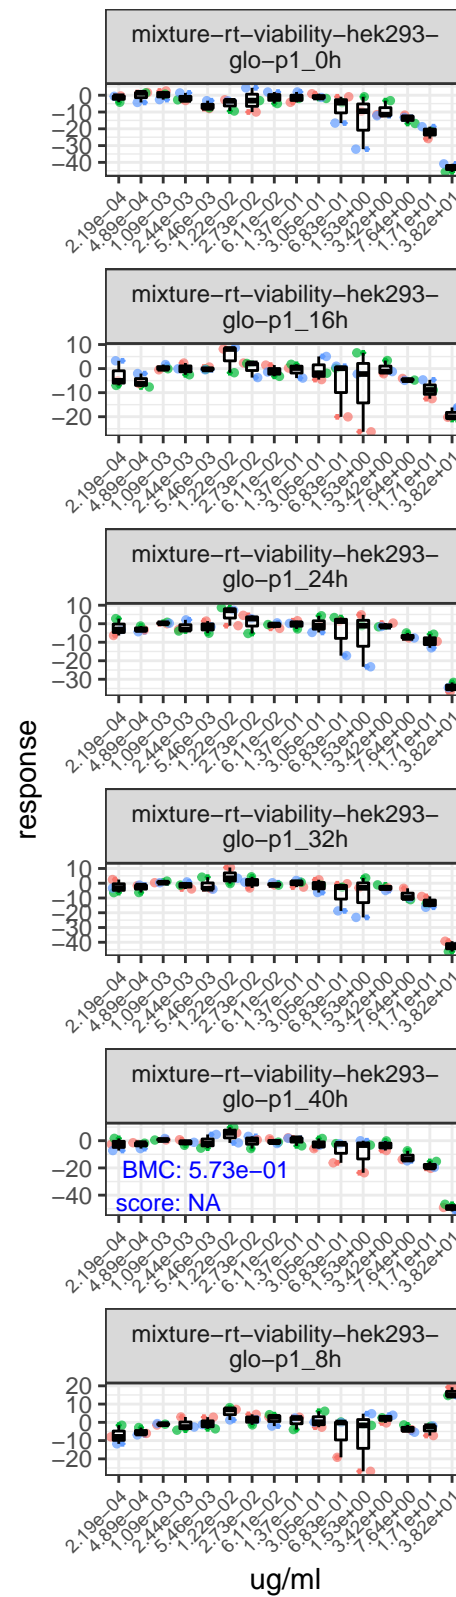 mixture−rt−viability−hek293−
glo−p1_0h
0
−10
−20
−30
−40
2.19e−04
4.89e−04
1.09e−03
2.44e−03
5.46e−03
1.22e−02
2.73e−02
6.11e−02
1.37e−01
3.05e−01
6.83e−01
1.53e+00
3.42e+00
7.64e+00
1.71e+01
3.82e+01
mixture−rt−viability−hek293−
glo−p1_16h
10
0
−10
−20
2.19e−04
4.89e−04
1.09e−03
2.44e−03
5.46e−03
1.22e−02
2.73e−02
6.11e−02
1.37e−01
3.05e−01
6.83e−01
1.53e+00
3.42e+00
7.64e+00
1.71e+01
3.82e+01
mixture−rt−viability−hek293−
glo−p1_24h
10
0
−10
−20
−30
2.19e−04
4.89e−04
1.09e−03
2.44e−03
5.46e−03
1.22e−02
2.73e−02
6.11e−02
1.37e−01
3.05e−01
6.83e−01
1.53e+00
3.42e+00
7.64e+00
1.71e+01
3.82e+01
response
mixture−rt−viability−hek293−
glo−p1_32h
10
0
−10
−20
−30
−40
2.19e−04
4.89e−04
1.09e−03
2.44e−03
5.46e−03
1.22e−02
2.73e−02
6.11e−02
1.37e−01
3.05e−01
6.83e−01
1.53e+00
3.42e+00
7.64e+00
1.71e+01
3.82e+01
mixture−rt−viability−hek293−
glo−p1_40h
0
−20
−40
BMC: 5.73e−01
score: NA
2.19e−04
4.89e−04
1.09e−03
2.44e−03
5.46e−03
1.22e−02
2.73e−02
6.11e−02
1.37e−01
3.05e−01
6.83e−01
1.53e+00
3.42e+00
7.64e+00
1.71e+01
3.82e+01
mixture−rt−viability−hek293−
glo−p1_8h
20
10
0
−10
−20
2.19e−04
4.89e−04
1.09e−03
2.44e−03
5.46e−03
1.22e−02
2.73e−02
6.11e−02
1.37e−01
3.05e−01
6.83e−01
1.53e+00
3.42e+00
7.64e+00
1.71e+01
3.82e+01
ug/ml